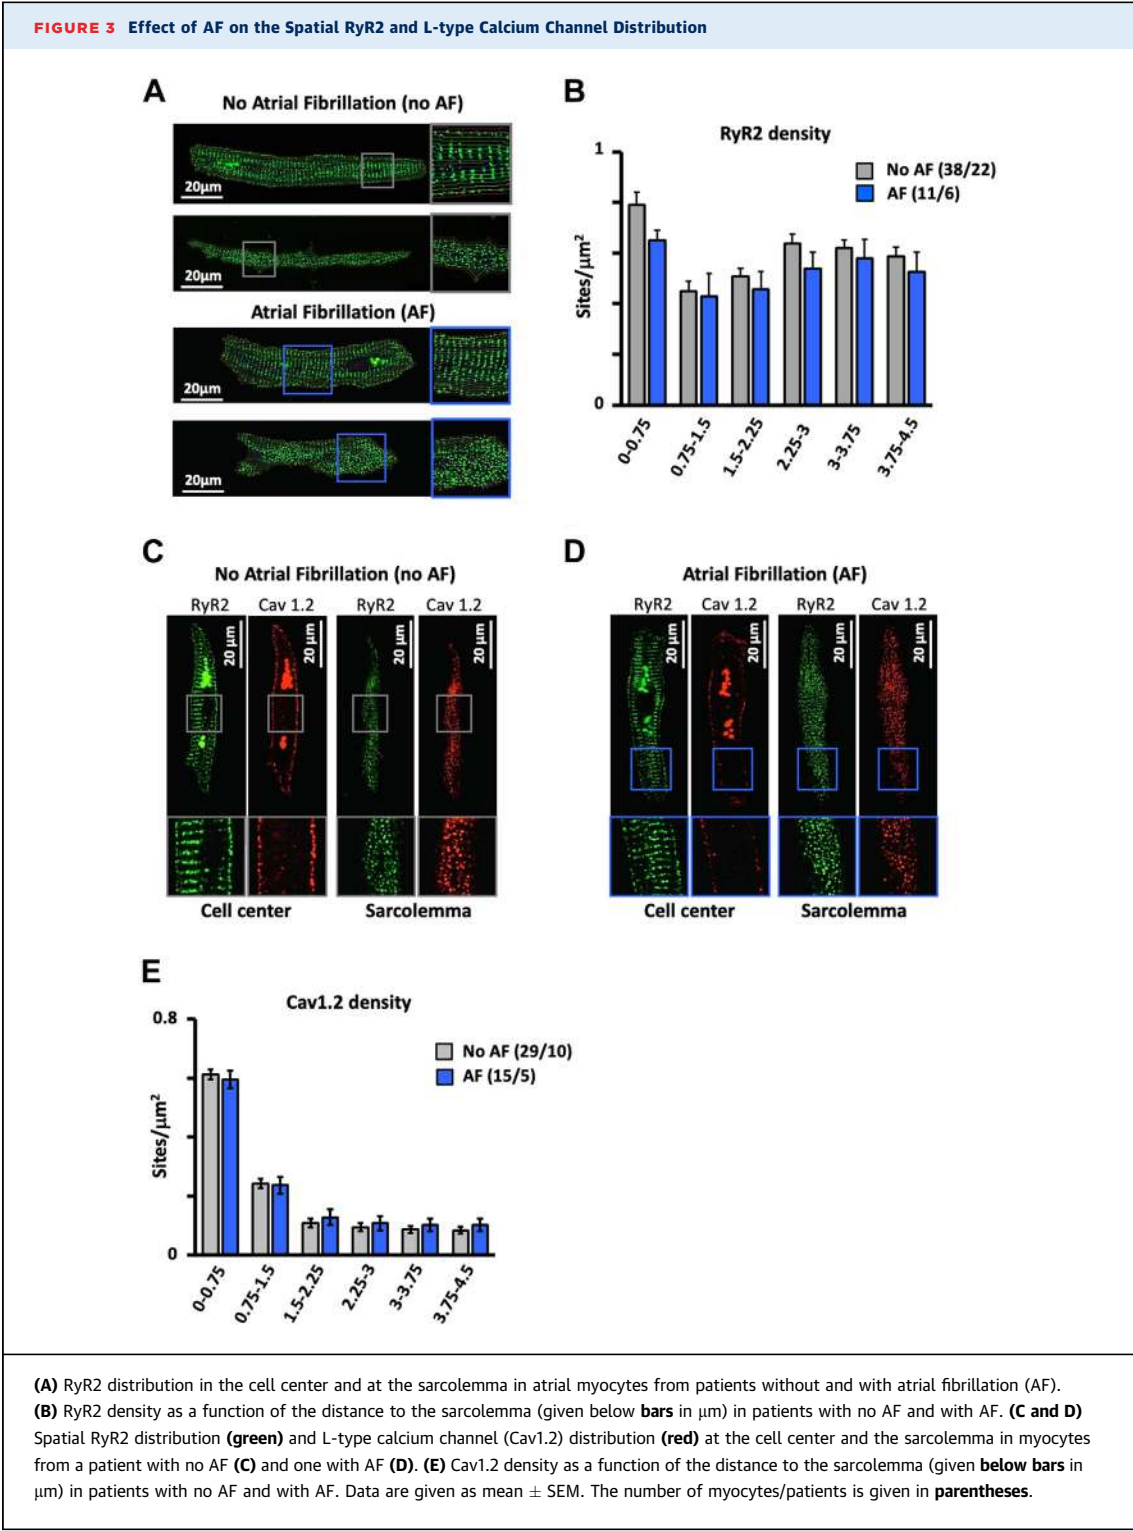 FIGURE 3 Effect of AF on the Spatial RyR2 and L-type Calcium Channel Distribution
A
No Atrial Fibrillation (no AF)
20μm
20μm
Atrial Fibrillation (AF)
20μm
20μm
B
RyR2 density
No AF (38/22)
AF (11/6)
Sites/μm²
1
0
0-0.75
0.75-1.5
1.5-2.25
2.25-3
3-3.75
3.75-4.5
C
No Atrial Fibrillation (no AF)
RyR2 Cav 1.2 RyR2 Cav 1.2
20 μm 20 μm 20 μm 20 μm
Cell center Sarcolemma
D
Atrial Fibrillation (AF)
RyR2 Cav 1.2 RyR2 Cav 1.2
20 μm 20 μm 20 μm 20 μm
Cell center Sarcolemma
E
Cav1.2 density
No AF (29/10)
AF (15/5)
Sites/μm²
0.8
0
0-0.75
0.75-1.5
1.5-2.25
2.25-3
3-3.75
3.75-4.5
(A) RyR2 distribution in the cell center and at the sarcolemma in atrial myocytes from patients without and with atrial fibrillation (AF).
(B) RyR2 density as a function of the distance to the sarcolemma (given below bars in μm) in patients with no AF and with AF. (C and D)
Spatial RyR2 distribution (green) and L-type calcium channel (Cav1.2) distribution (red) at the cell center and the sarcolemma in myocytes
from a patient with no AF (C) and one with AF (D). (E) Cav1.2 density as a function of the distance to the sarcolemma (given below bars in
μm) in patients with no AF and with AF. Data are given as mean ± SEM. The number of myocytes/patients is given in parentheses.